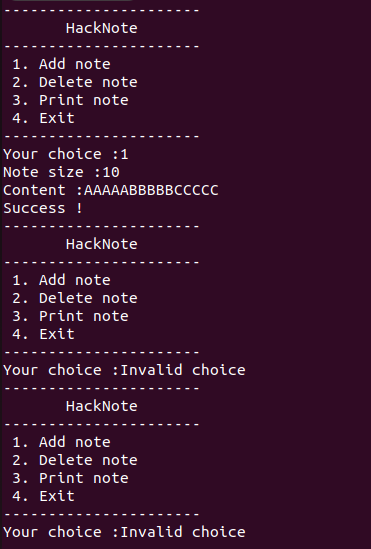 ----------------------
HackNote
----------------------
1. Add note
2. Delete note
3. Print note
4. Exit
----------------------
Your choice :1
Note size :10
Content :AAAAABBBBBCCCCC
Success !
----------------------
HackNote
----------------------
1. Add note
2. Delete note
3. Print note
4. Exit
----------------------
Your choice :Invalid choice
----------------------
HackNote
----------------------
1. Add note
2. Delete note
3. Print note
4. Exit
----------------------
Your choice :Invalid choice